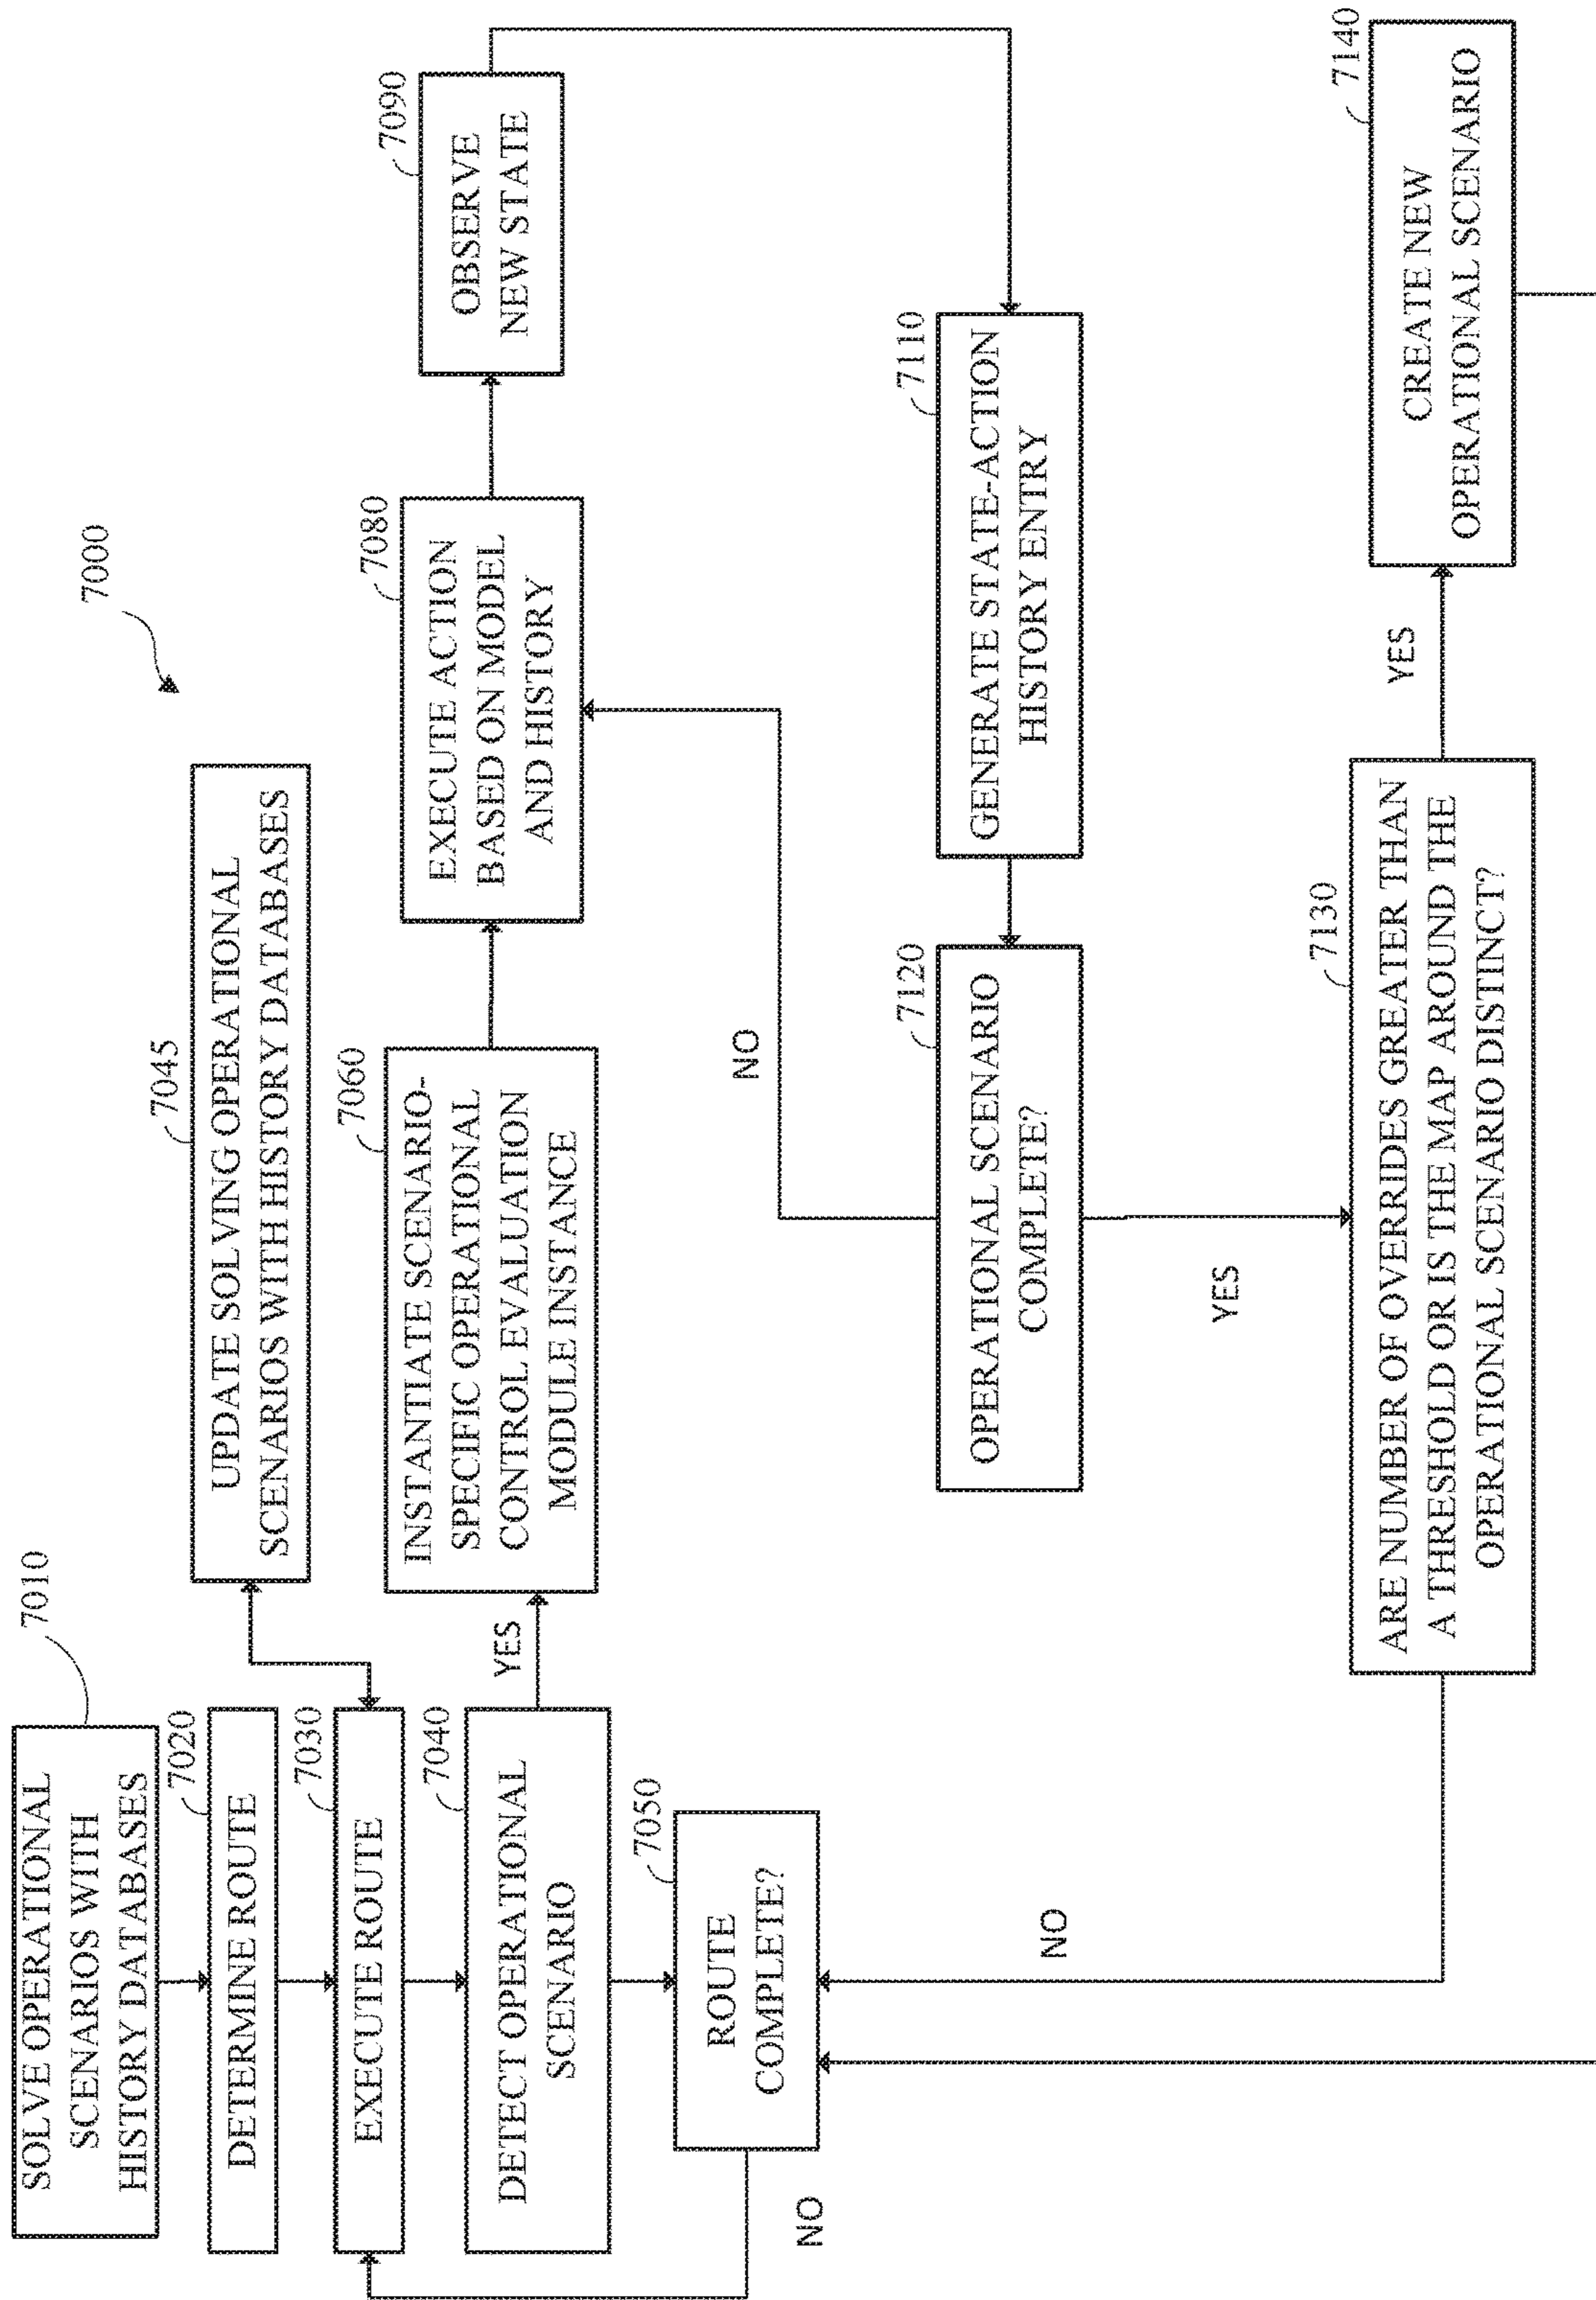 7000
7010
SOLVE OPERATIONAL
SCENARIOS WITH
HISTORY DATABASES
7020
DETERMINE ROUTE
7030
EXECUTE ROUTE
7040
DETECT OPERATIONAL
SCENARIO
YES
7050
ROUTE
COMPLETE?
NO
7045
UPDATE SOLVING OPERATIONAL
SCENARIOS WITH HISTORY DATABASES
7060
INSTANTIATE SCENARIO-
SPECIFIC OPERATIONAL
CONTROL EVALUATION
MODULE INSTANCE
7080
EXECUTE ACTION
BASED ON MODEL
AND HISTORY
7090
OBSERVE
NEW STATE
7110
GENERATE STATE-ACTION
HISTORY ENTRY
7120
OPERATIONAL SCENARIO
COMPLETE?
NO
YES
7130
ARE NUMBER OF OVERRIDES GREATER THAN
A THRESHOLD OR IS THE MAP AROUND THE
OPERATIONAL SCENARIO DISTINCT?
NO
YES
7140
CREATE NEW
OPERATIONAL SCENARIO